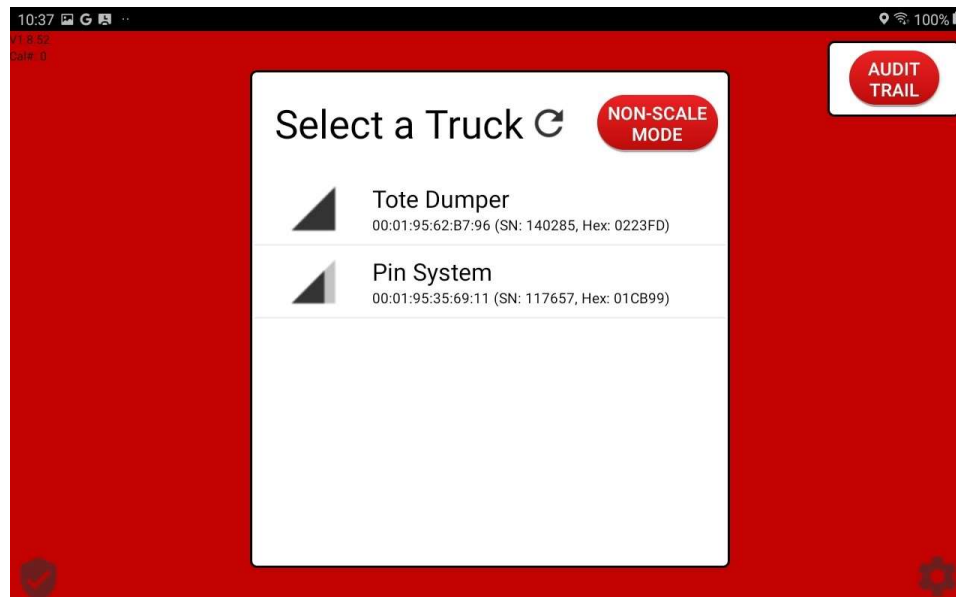 10:37 G
100%
V1.8.52
Cal#: 0
AUDIT
TRAIL
Select a Truck
NON-SCALE
MODE
Tote Dumper
00:01:95:62:B7:96 (SN: 140285, Hex: 0223FD)
Pin System
00:01:95:35:69:11 (SN: 117657, Hex: 01CB99)